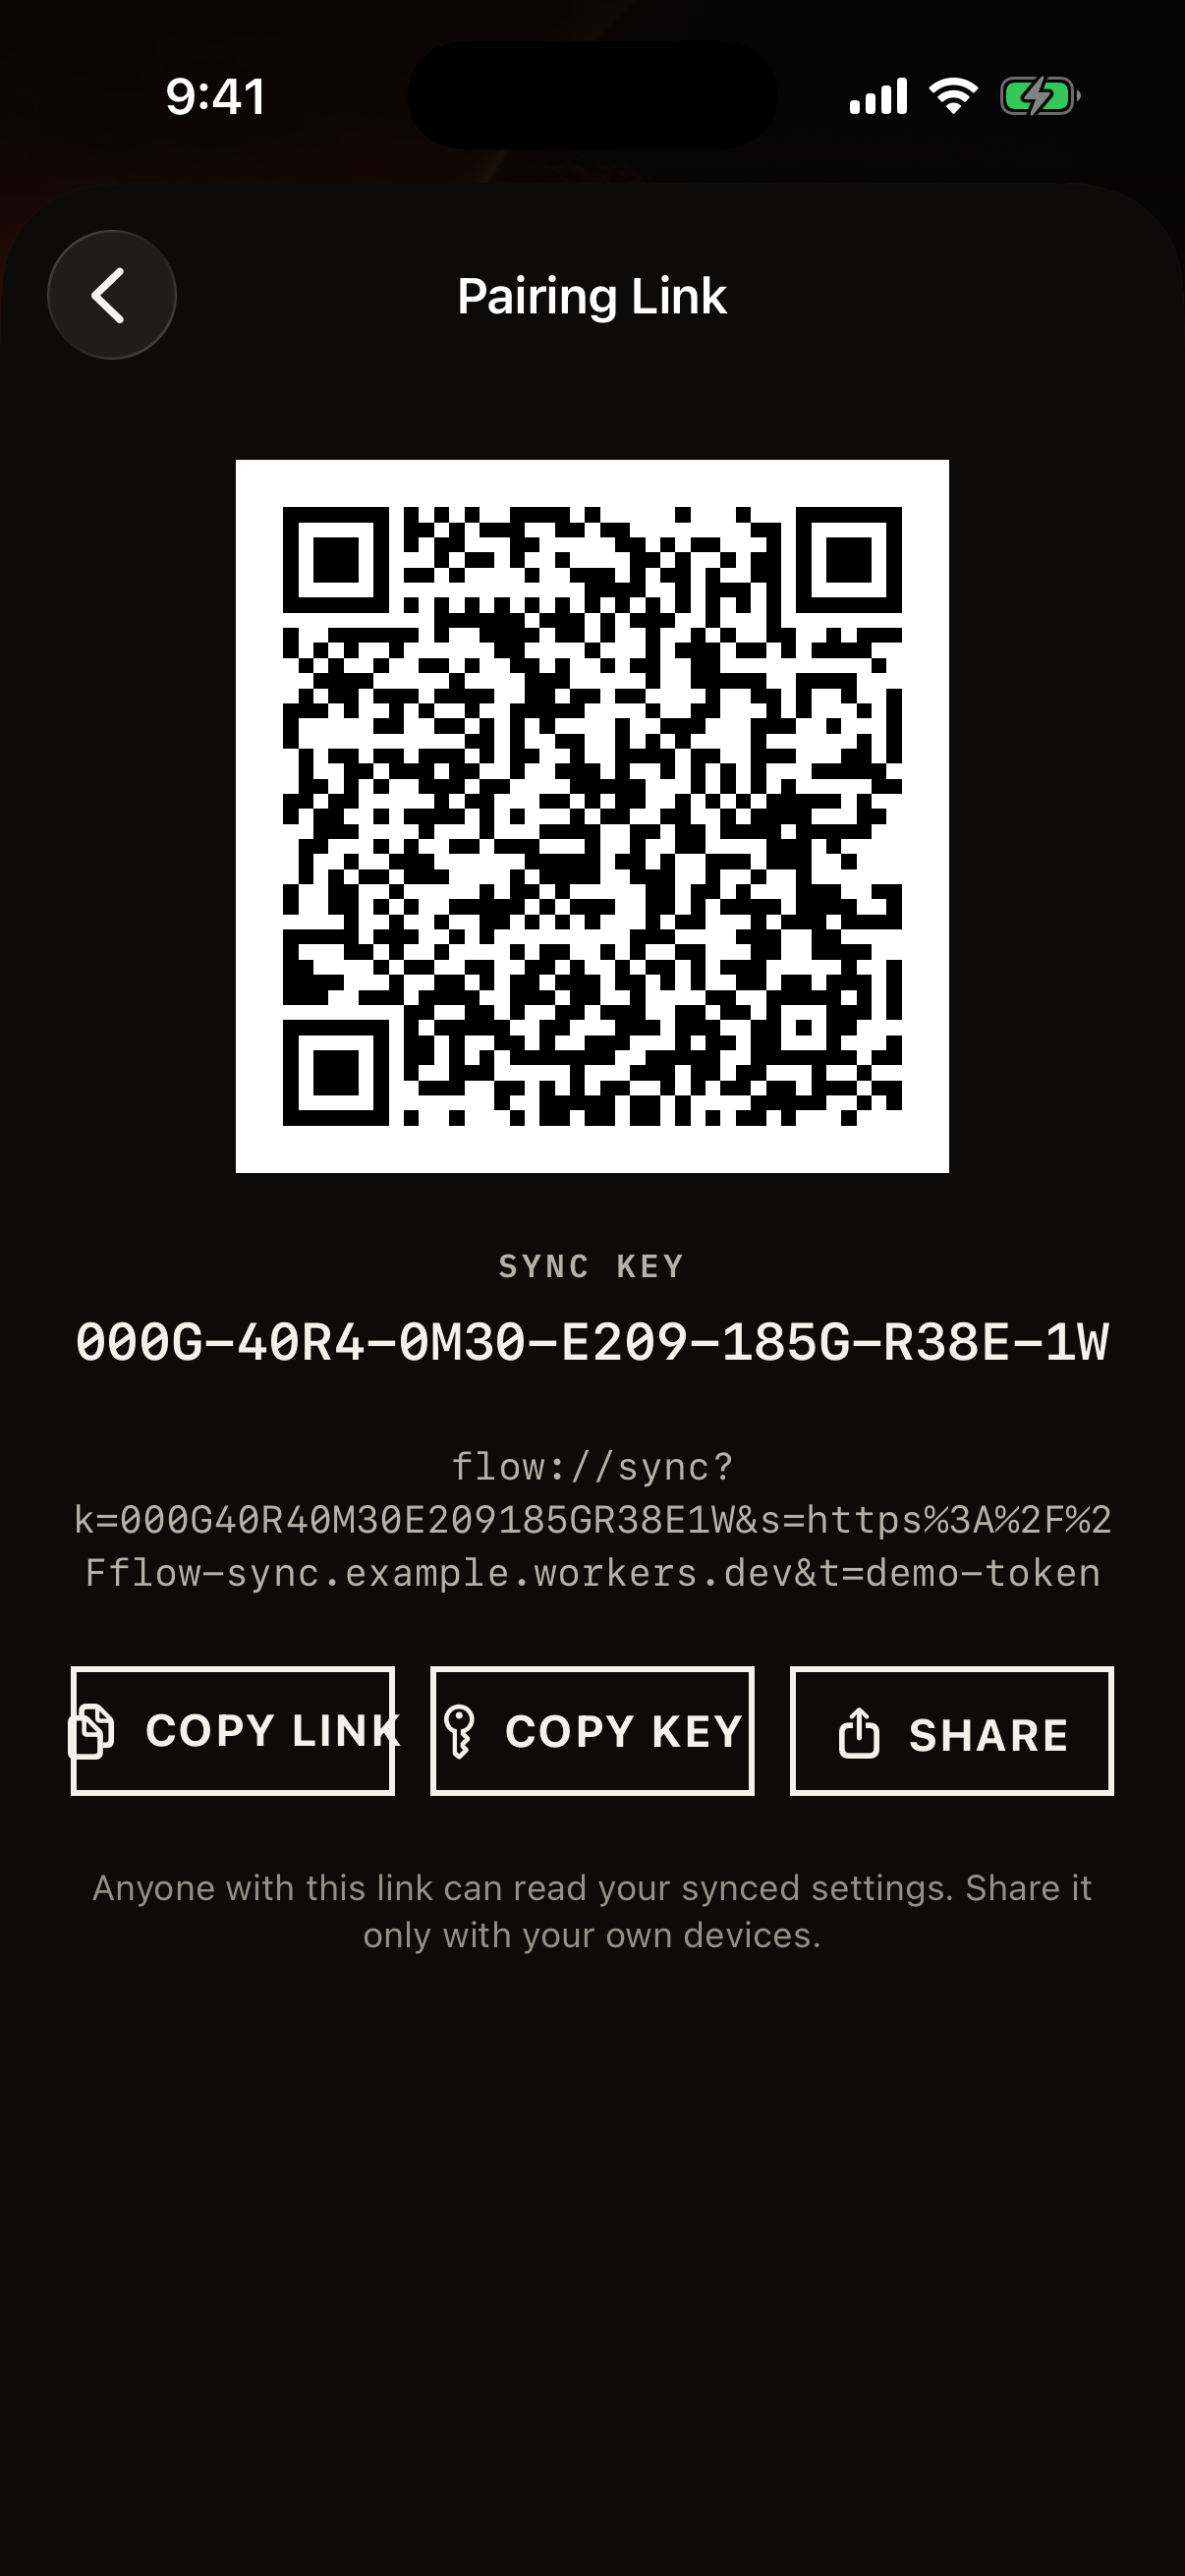 9:41
Pairing Link
SYNC KEY
000G-40R4-0M30-E209-185G-R38E-1W
flow://sync?
k=000G40R40M30E209185GR38E1W&s=https%3A%2F%2
Fflow-sync.example.workers.dev&t=demo-token
COPY LINK
COPY KEY
SHARE
Anyone with this link can read your synced settings. Share it
only with your own devices.